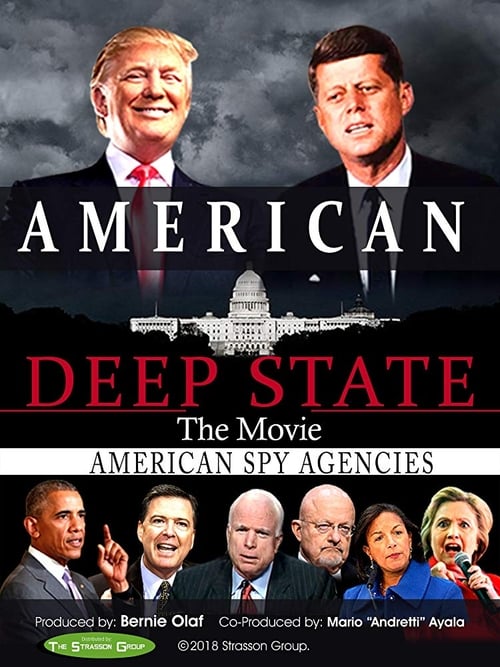 AMERICAN
DEEP STATE
The Movie
AMERICAN SPY AGENCIES
Produced by: Bernie Olaf Co-Produced by: Mario “Andretti” Ayala
Distributed by:
THE STRASSON GROUP ©2018 Strasson Group.